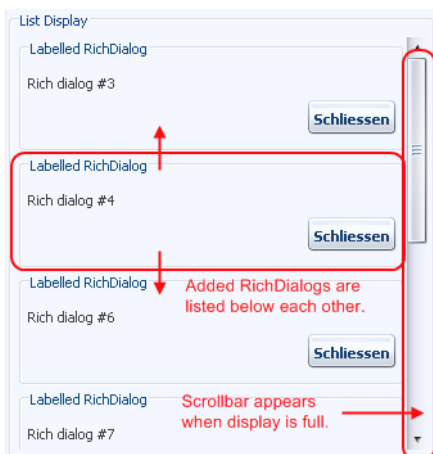 List Display
Labelled RichDialog
Rich dialog #3
Schliessen
Labelled RichDialog
Rich dialog #4
Schliessen
Labelled RichDialog
Added RichDialogs are
listed below each other.
Rich dialog #6
Schliessen
Labelled RichDialog
Scrollbar appears
when display is full.
Rich dialog #7